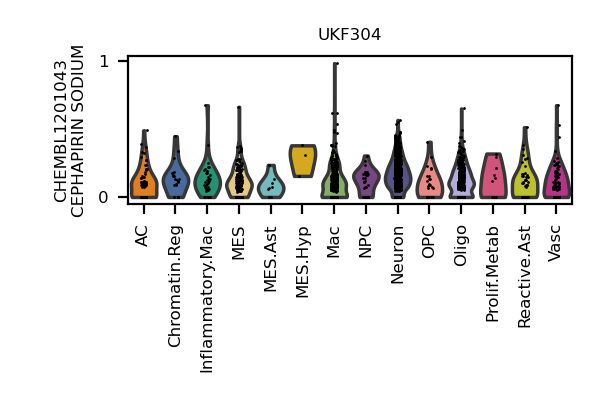 UKF304
CHEMBL1201043
CEPHAPIRIN SODIUM
1
0
AC
Chromatin.Reg
Inflammatory.Mac
MES
MES.Ast
MES.Hyp
Mac
NPC
Neuron
OPC
Oligo
Prolif.Metab
Reactive.Ast
Vasc